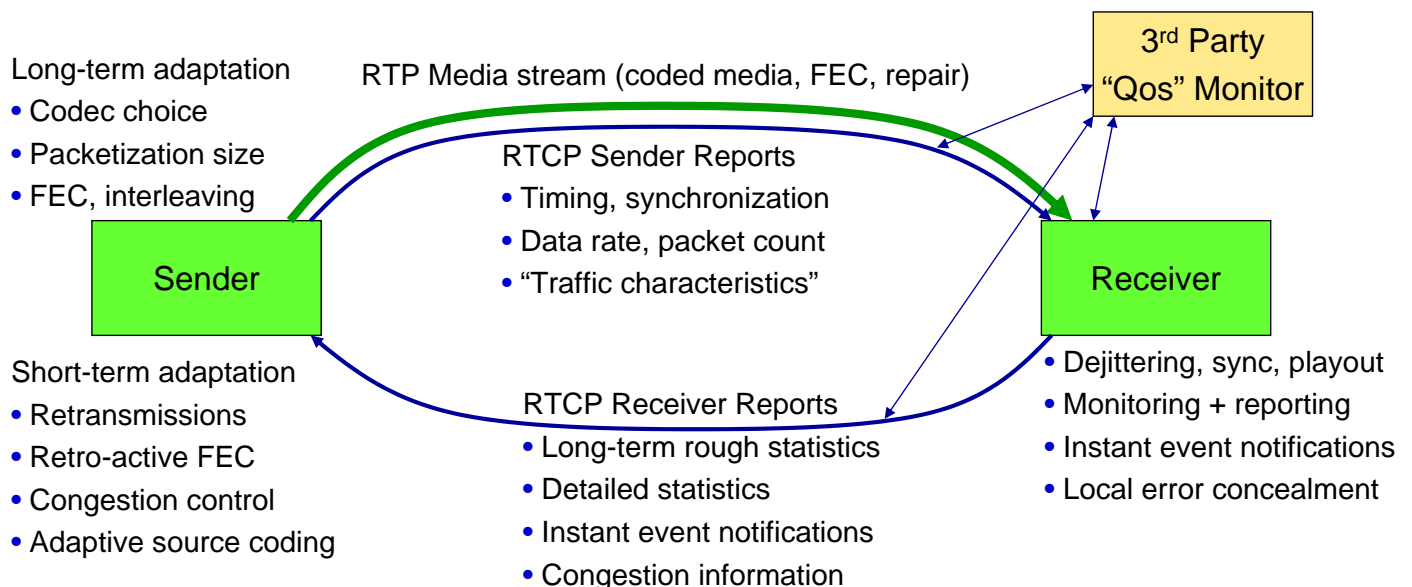 Long-term adaptation
• Codec choice
• Packetization size
• FEC, interleaving
RTP Media stream (coded media, FEC, repair)
3rd Party
“Qos” Monitor
RTCP Sender Reports
• Timing, synchronization
• Data rate, packet count
• “Traffic characteristics”
Sender
Receiver
Short-term adaptation
• Retransmissions
• Retro-active FEC
• Congestion control
• Adaptive source coding
RTCP Receiver Reports
• Long-term rough statistics
• Detailed statistics
• Instant event notifications
• Congestion information
• Dejittering, sync, playout
• Monitoring + reporting
• Instant event notifications
• Local error concealment